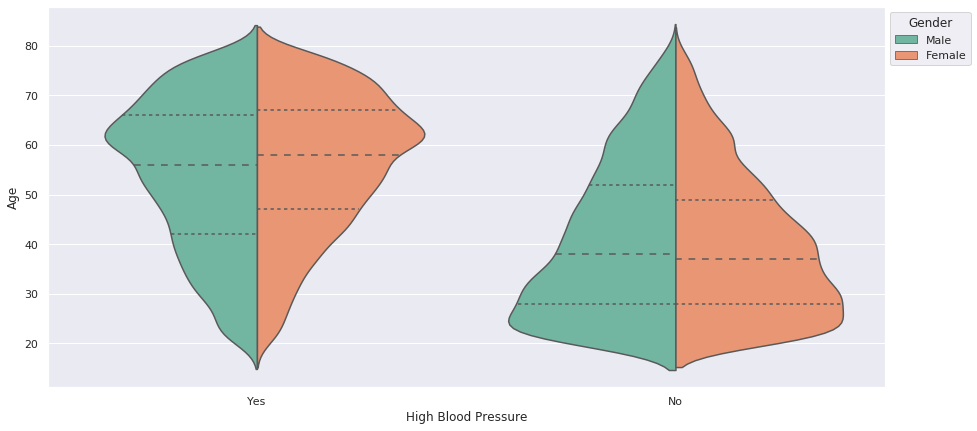 Gender
Male
Female
80
70
60
50
40
30
20
Age
Yes
No
High Blood Pressure